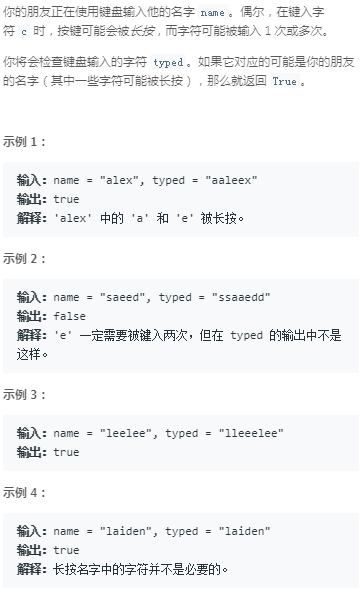 你的朋友正在使用键盘输入他的名字 name。偶尔，在键入字
符 c 时，按键可能会被长按，而字符可能被输入 1 次或多次。
你将会检查键盘输入的字符 typed。如果它对应的可能是你的朋友
的名字（其中一些字符可能被长按），那么就返回 True。
示例 1：
输入：name = "alex", typed = "aaleex"
输出：true
解释：'alex' 中的 'a' 和 'e' 被长按。
示例 2：
输入：name = "saeed", typed = "ssaaedd"
输出：false
解释：'e' 一定需要被键入两次，但在 typed 的输出中不是
这样。
示例 3：
输入：name = "leelee", typed = "lleeelee"
输出：true
示例 4：
输入：name = "laiden", typed = "laiden"
输出：true
解释：长按名字中的字符并不是必要的。